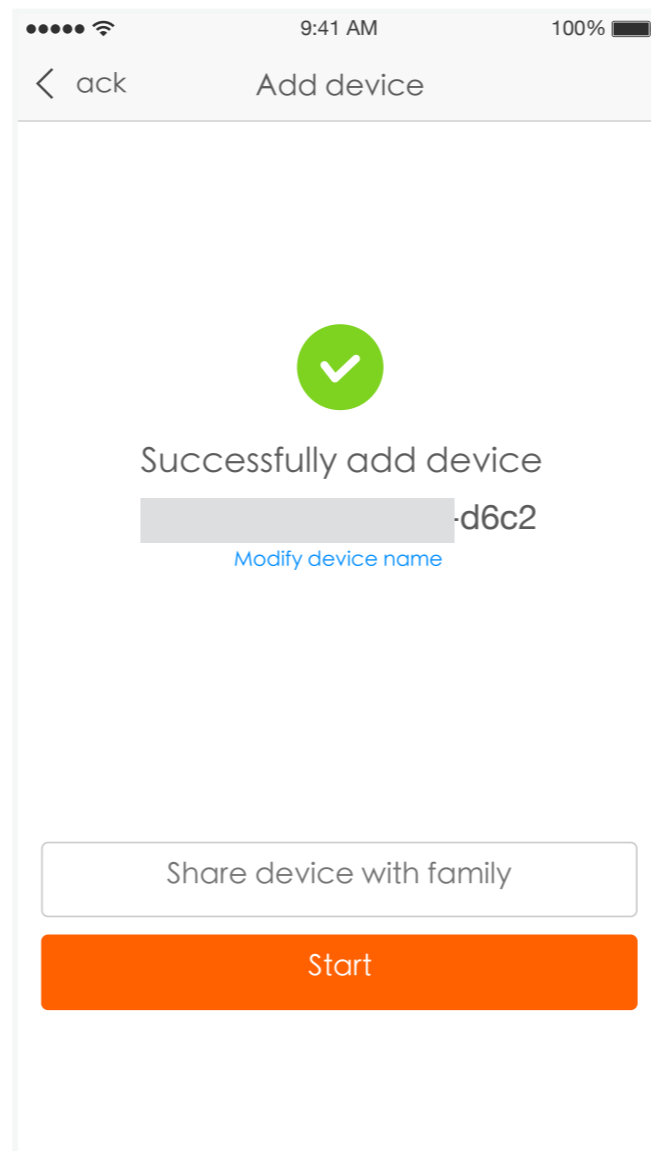 9:41 AM 100%
ack Add device
Successfully add device
-d6c2
Modify device name
Share device with family
Start